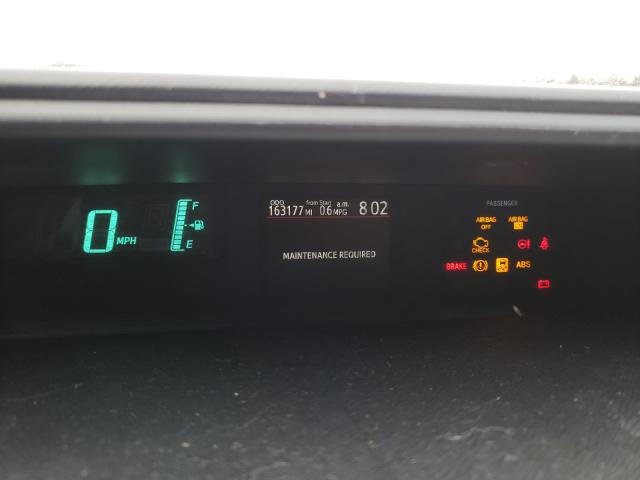 F
0 MPH
E
ODO from Start a.m.
163177 MI 0.6 MPG 8:02
MAINTENANCE REQUIRED
PASSENGER
AIR BAG AIR BAG
OFF
CHECK
BRAKE ABS